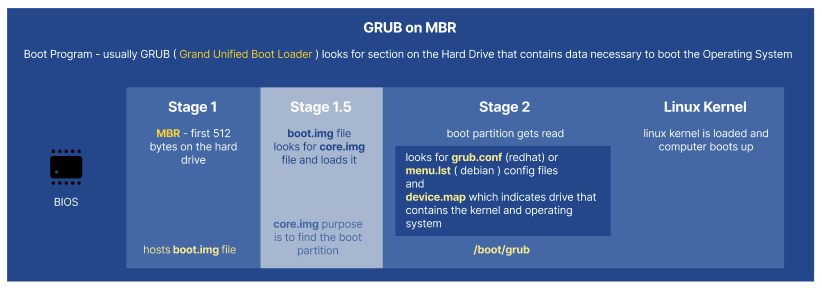 GRUB on MBR
Boot Program - usually GRUB ( Grand Unified Boot Loader ) looks for section on the Hard Drive that contains data necessary to boot the Operating System
BIOS
Stage 1
MBR - first 512
bytes on the hard
drive
hosts boot.img file
Stage 1.5
boot.img file
looks for core.img
file and loads it
core.img purpose
is to find the boot
partition
Stage 2
boot partition gets read
looks for grub.conf (redhat) or
menu.lst ( debian ) config files
and
device.map which indicates drive that
contains the kernel and operating
system
/boot/grub
Linux Kernel
linux kernel is loaded and
computer boots up